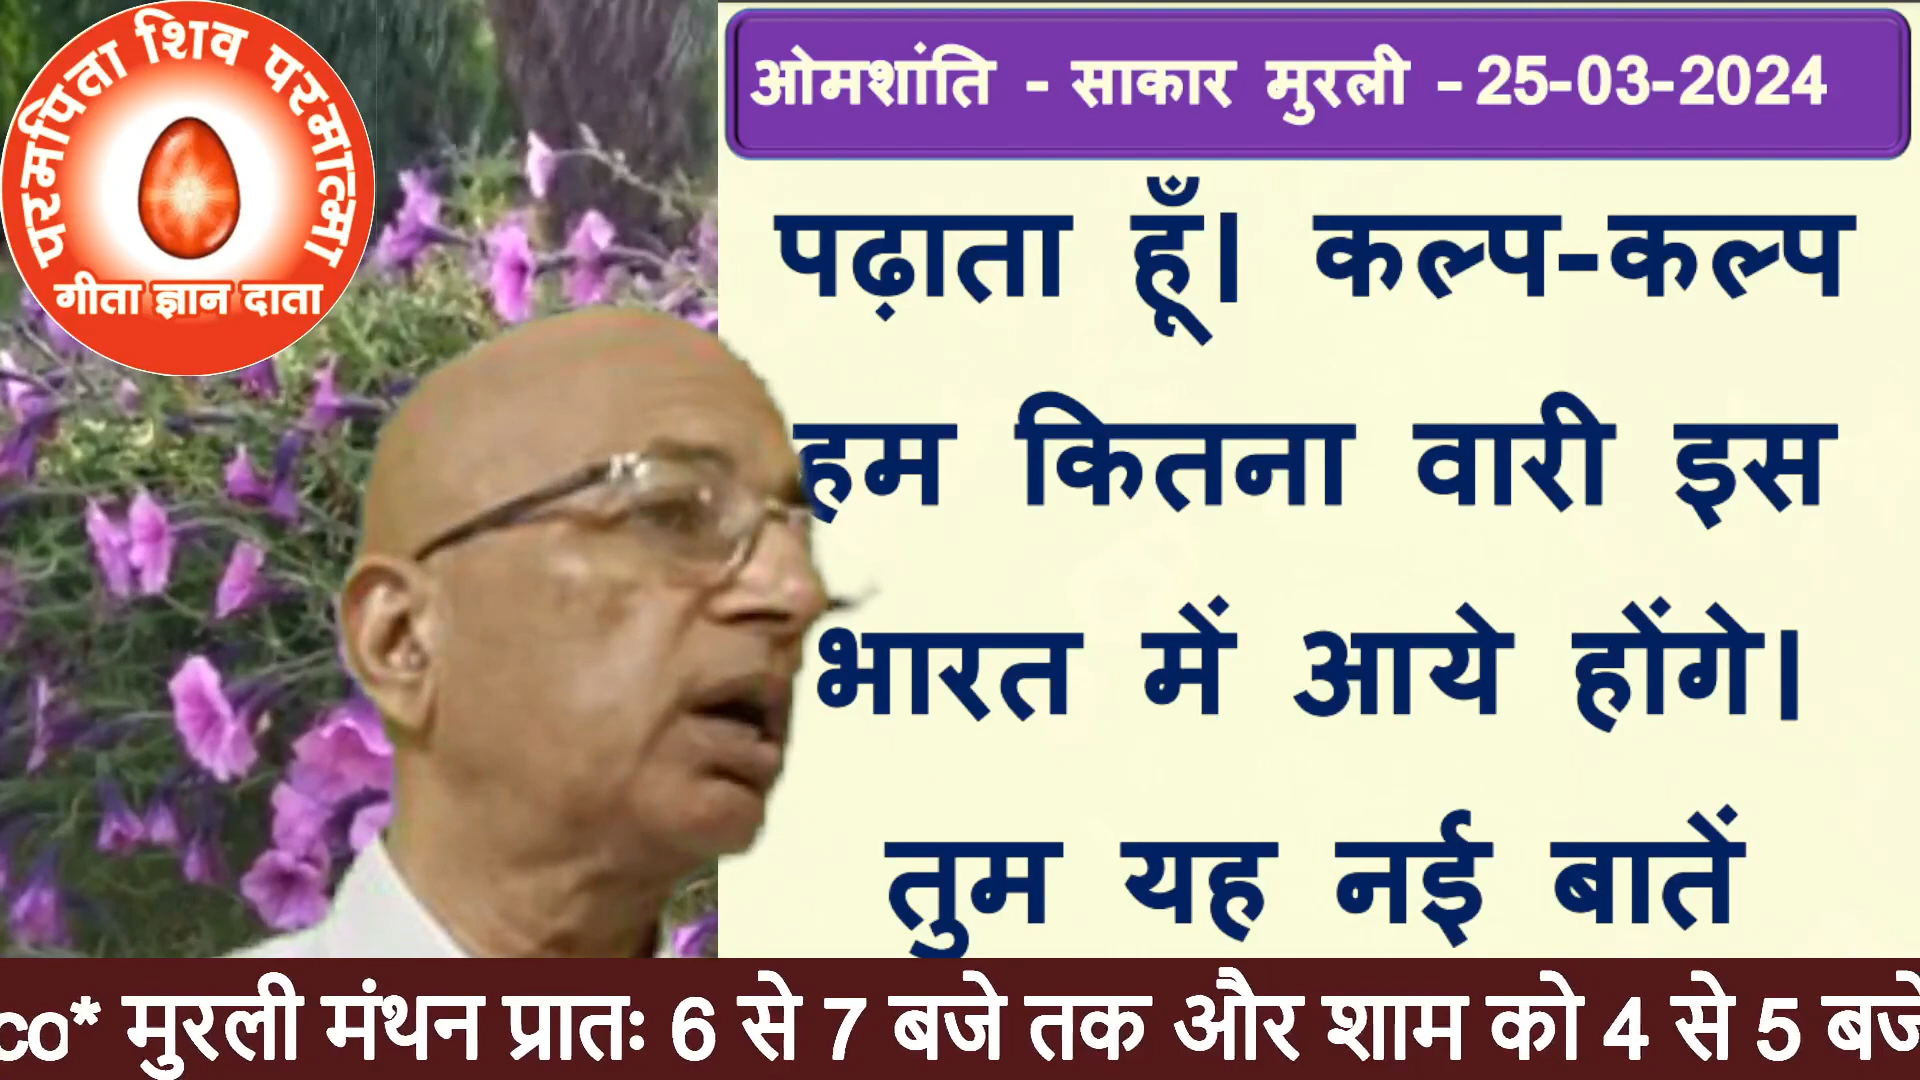 परमपिता शिव परमात्मा
गीता ज्ञान दाता
ओमशांति - साकार मुरली - 25-03-2024
पढ़ाता हूँ। कल्प-कल्प
हम कितना वारी इस
भारत में आये होंगे।
तुम यह नई बातें
co* मुरली मंथन प्रातः 6 से 7 बजे तक और शाम को 4 से 5 बजे